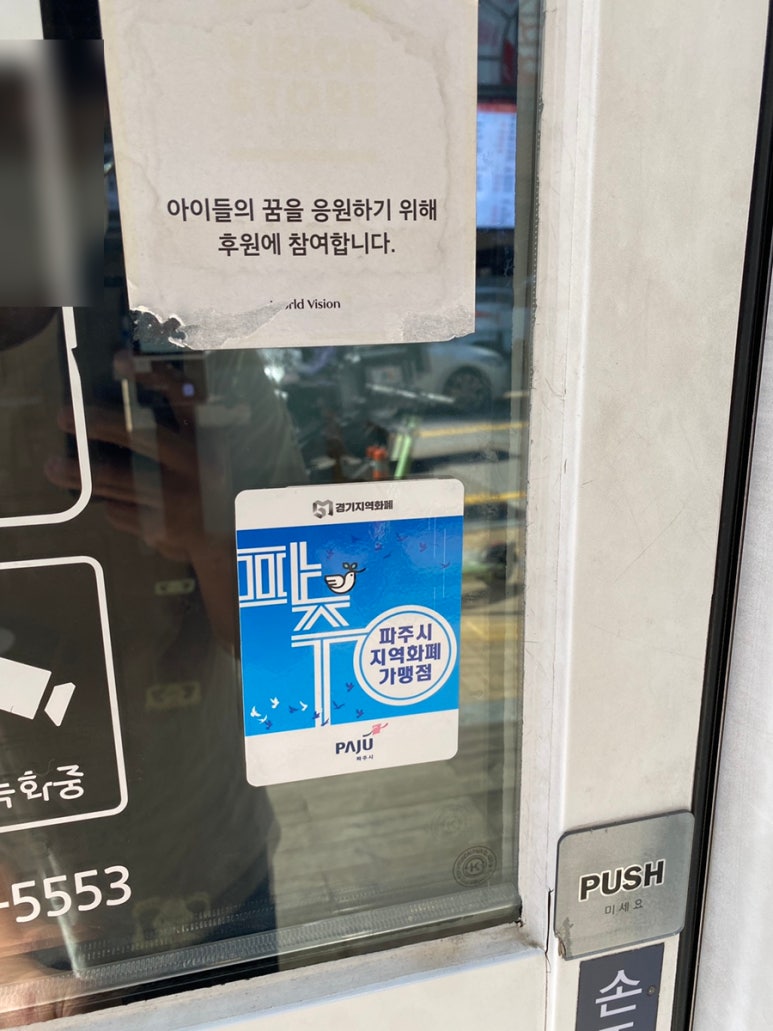 아이들의 꿈을 응원하기 위해
후원에 참여합니다.
Vision
경기지역화폐
파주
파주시
지역화폐
가맹점
PAJU
파주시
화중
-5553
PUSH
미세요
손